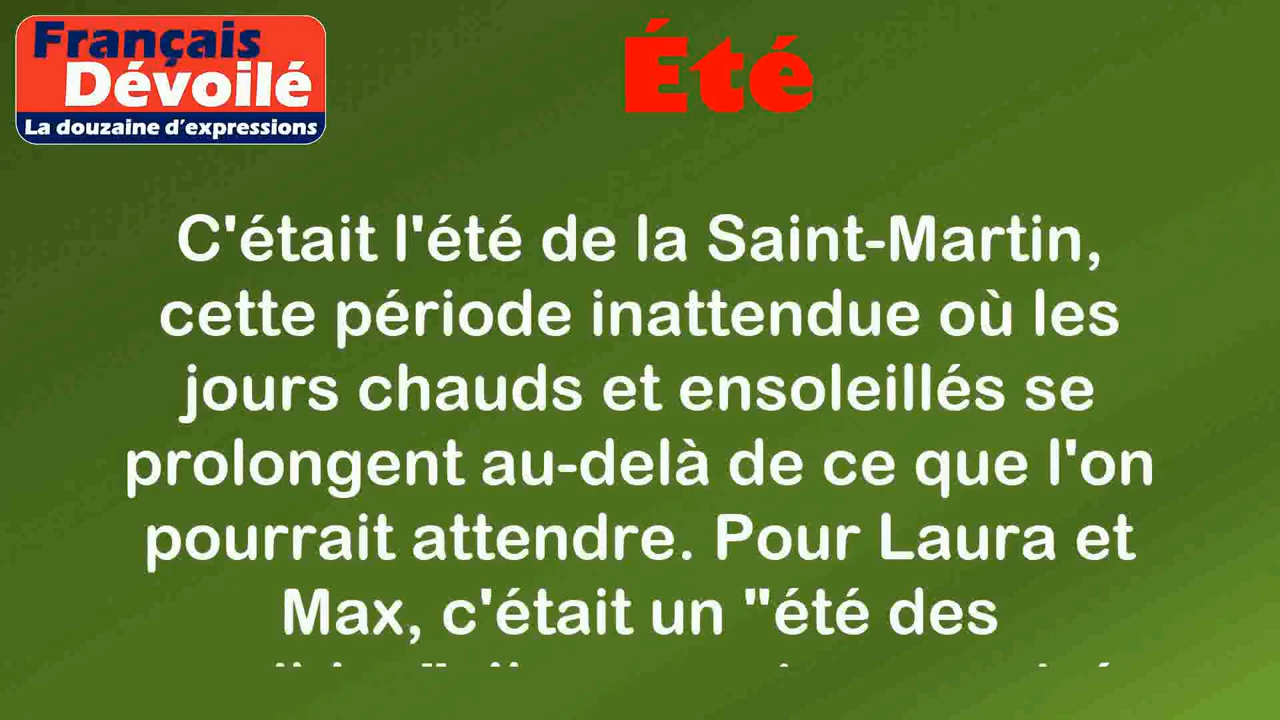 Français
Dévoilé
La douzaine d'expressions
Été
C'était l'été de la Saint-Martin,
cette période inattendue où les
jours chauds et ensoleillés se
prolongent au-delà de ce que l'on
pourrait attendre. Pour Laura et
Max, c'était un "été des